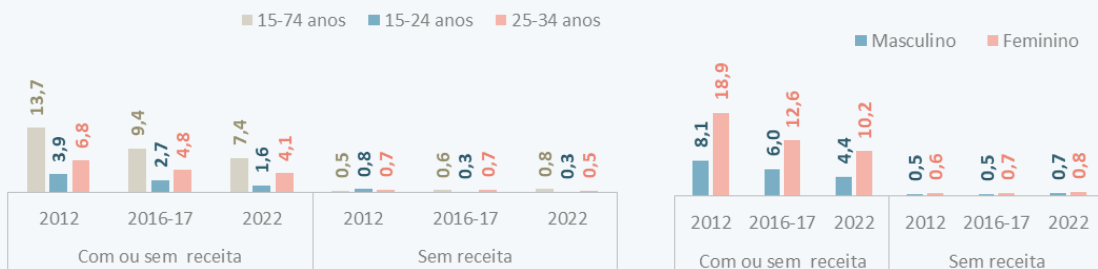 15-74 anos 15-24 anos 25-34 anos
13,7 3,9 6,8 9,4 2,7 4,8 7,4 1,6 4,1 0,5 0,8 0,7 0,6 0,3 0,7 0,8 0,3 0,5
2012 2016-17 2022 2012 2016-17 2022
Com ou sem receita Sem receita
Masculino Feminino
8,1 18,9 6,0 12,6 4,4 10,2 0,5 0,6 0,5 0,7 0,7 0,8
2012 2016-17 2022 2012 2016-17 2022
Com ou sem receita Sem receita